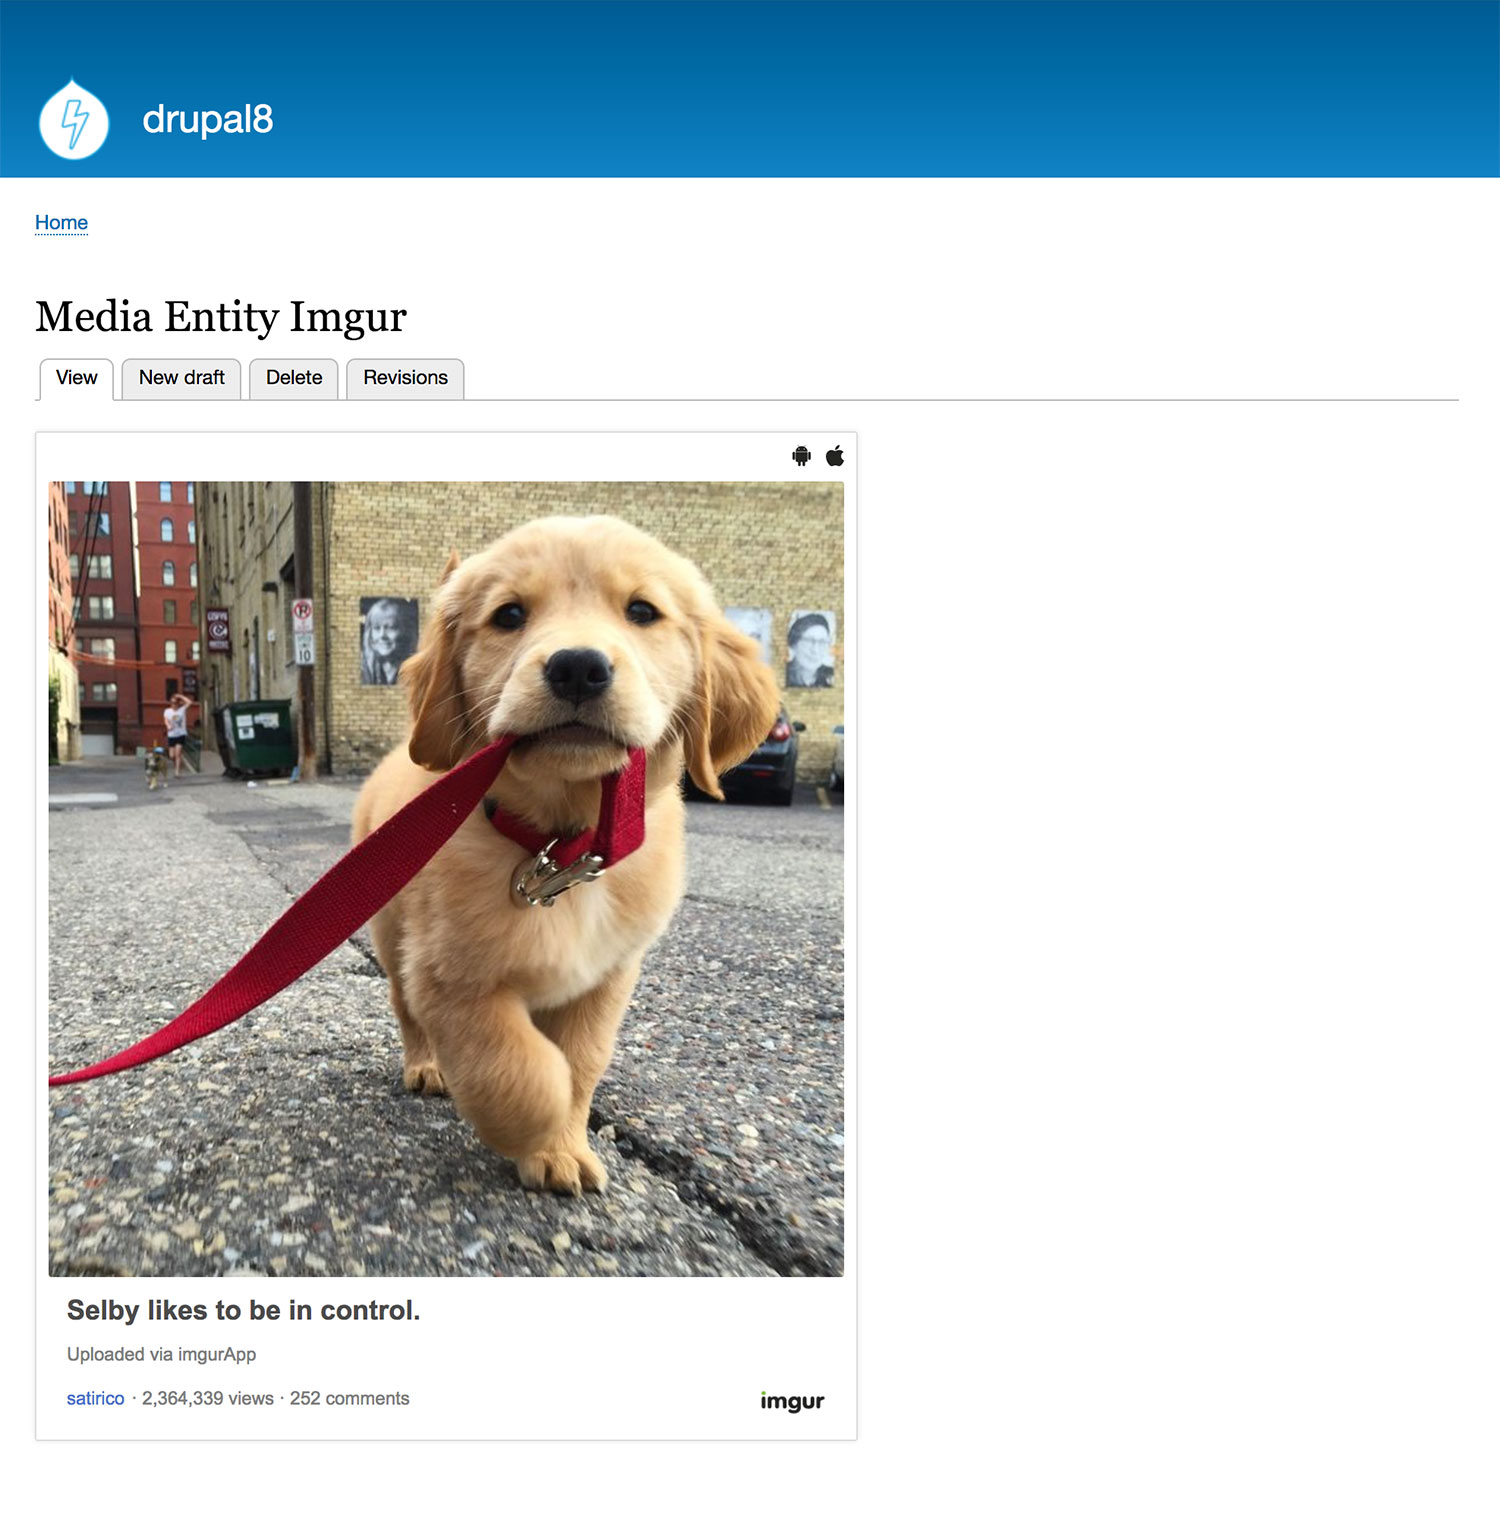 drupal8
Home
Media Entity Imgur
View New draft Delete Revisions
10
Selby likes to be in control.
Uploaded via imgurApp
satirico · 2,364,339 views · 252 comments
imgur